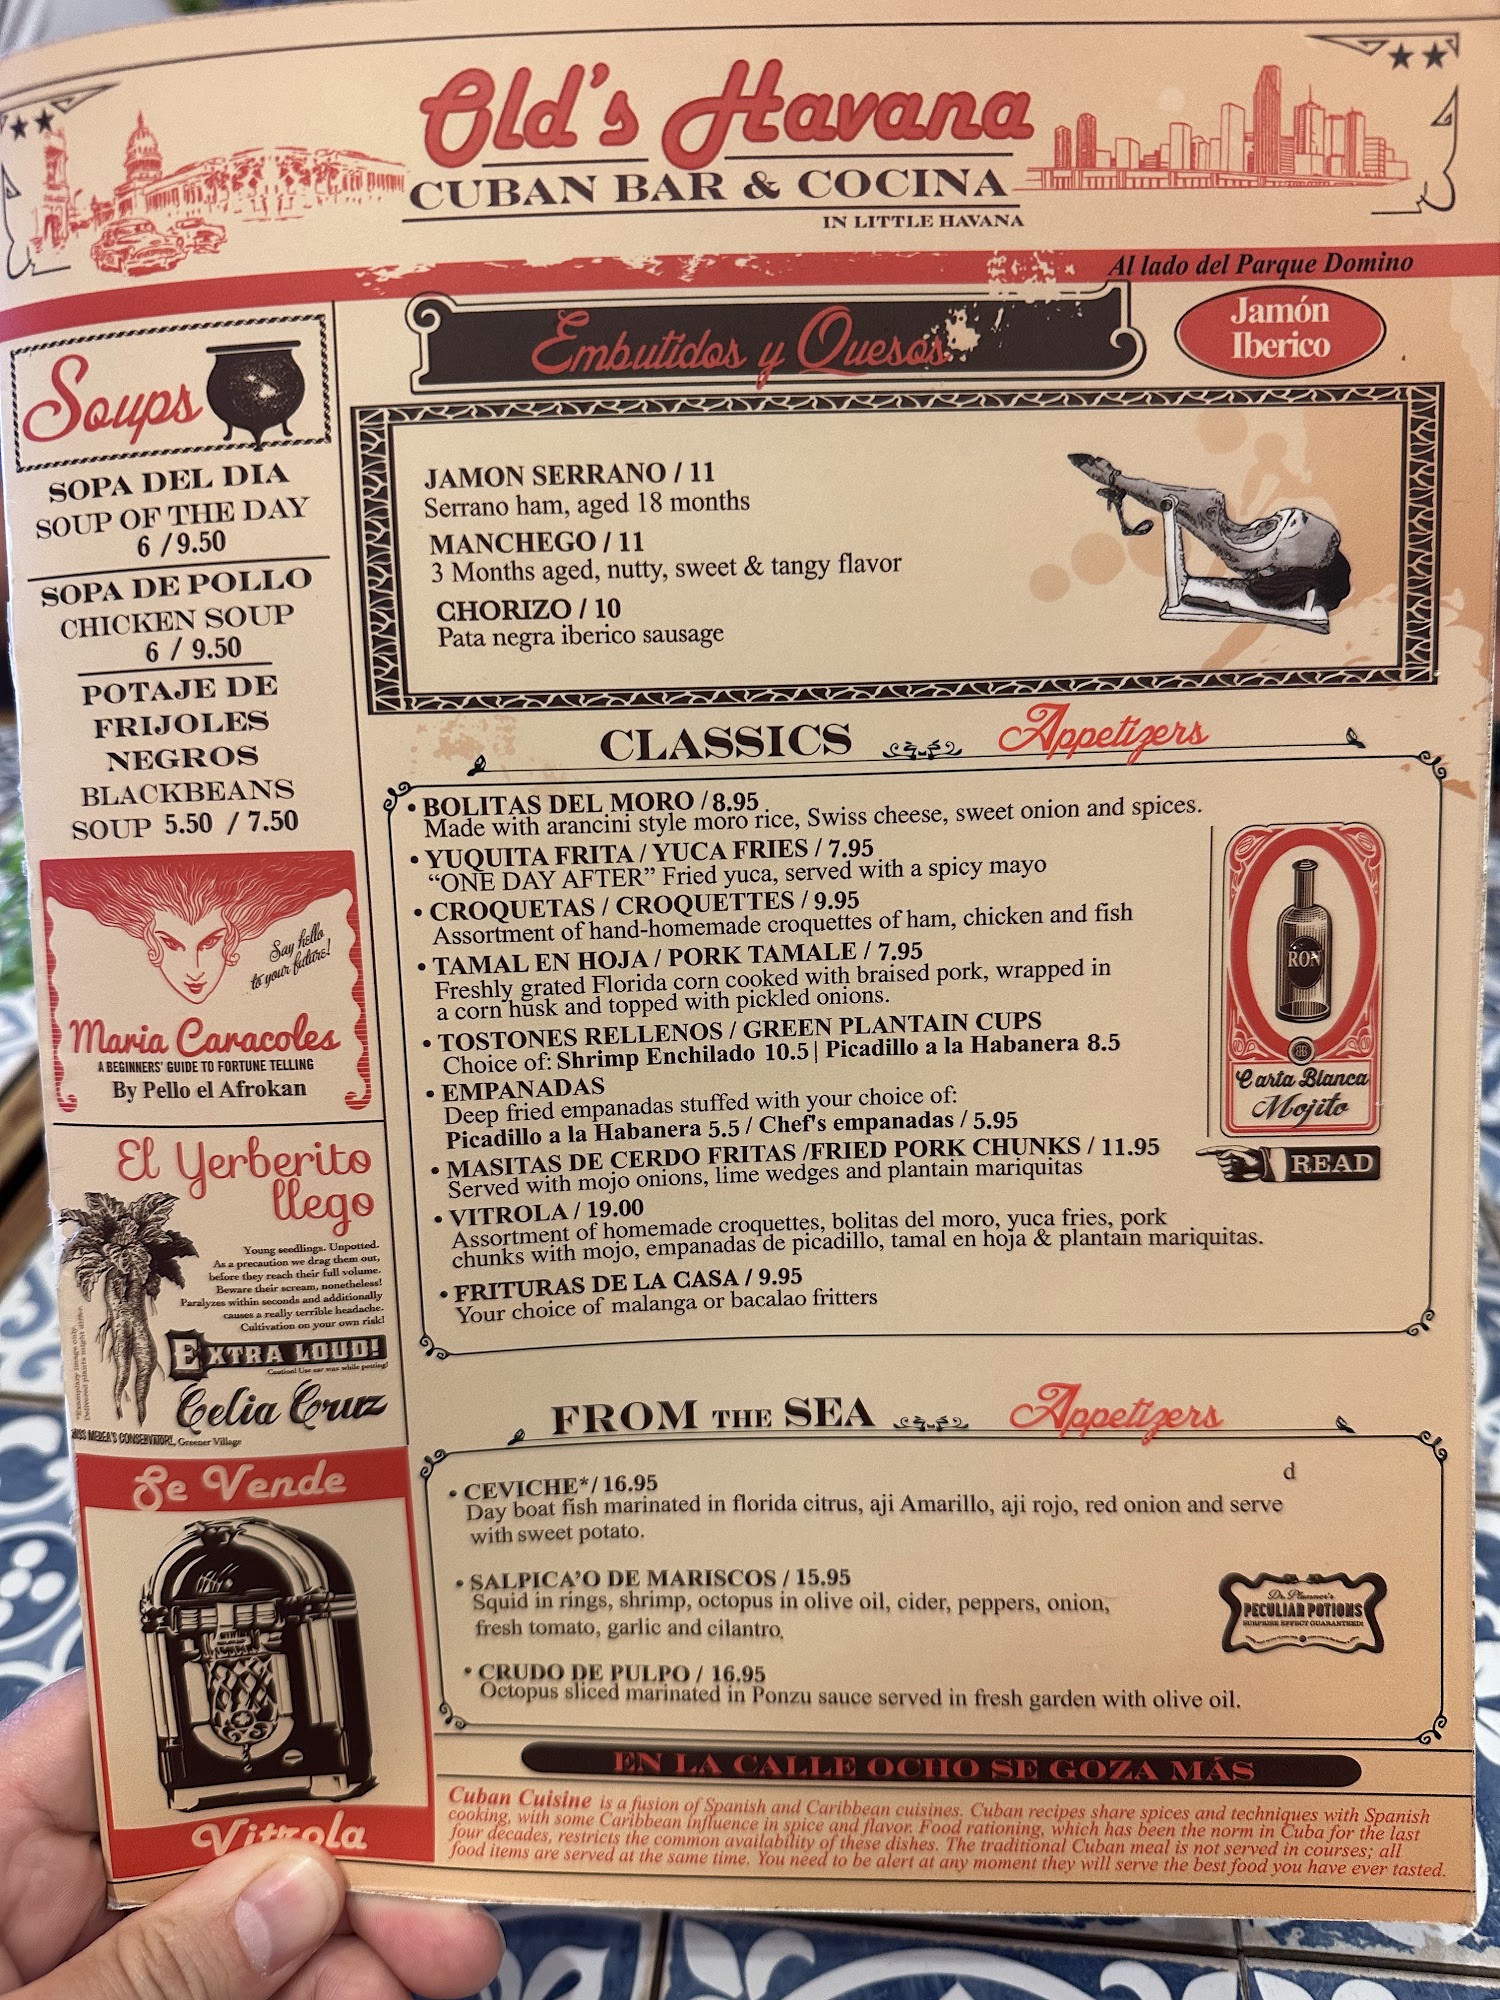 Old's Havana
CUBAN BAR & COCINA
IN LITTLE HAVANA
Al lado del Parque Domino
Soups
SOPA DEL DIA
SOUP OF THE DAY
6 /9.50
SOPA DE POLLO
CHICKEN SOUP
6 / 9.50
POTAJE DE
FRIJOLES
NEGROS
BLACKBEANS
SOUP 5.50 / 7.50
Say hello
to your future!
Maria Caracoles
A BEGINNERS' GUIDE TO FORTUNE TELLING
By Pello el Afrokan
El Yerberito
llego
Young seedlings. Unpotted.
As a precaution we drag them out,
before they reach their full volume.
Beware their scream, nonetheless!
Paralyzes within seconds and additionally
causes a really terrible headache.
Cultivation on your own risk!
EXTRA LOUD!
Caution! Use ear wax while potting!
Celia Cruz
*Exemplary image only.
Delivered plants might differ.
MISS MEDEA'S CONSERVATORY, Greener Village
Se Vende
Vitrola
Embutidos y Quesos
Jamón
Iberico
JAMON SERRANO / 11
Serrano ham, aged 18 months
MANCHEGO / 11
3 Months aged, nutty, sweet & tangy flavor
CHORIZO / 10
Pata negra iberico sausage
CLASSICS Appetizers
• BOLITAS DEL MORO / 8.95
Made with arancini style moro rice, Swiss cheese, sweet onion and spices.
• YUQUITA FRITA / YUCA FRIES / 7.95
“ONE DAY AFTER” Fried yuca, served with a spicy mayo
• CROQUETAS / CROQUETTES / 9.95
Assortment of hand-homemade croquettes of ham, chicken and fish
• TAMAL EN HOJA / PORK TAMALE / 7.95
Freshly grated Florida corn cooked with braised pork, wrapped in
a corn husk and topped with pickled onions.
• TOSTONES RELLENOS / GREEN PLANTAIN CUPS
Choice of: Shrimp Enchilado 10.5 | Picadillo a la Habanera 8.5
• EMPANADAS
Deep fried empanadas stuffed with your choice of:
Picadillo a la Habanera 5.5 / Chef's empanadas / 5.95
• MASITAS DE CERDO FRITAS /FRIED PORK CHUNKS / 11.95
Served with mojo onions, lime wedges and plantain mariquitas
• VITROLA / 19.00
Assortment of homemade croquettes, bolitas del moro, yuca fries, pork
chunks with mojo, empanadas de picadillo, tamal en hoja & plantain mariquitas.
• FRITURAS DE LA CASA / 9.95
Your choice of malanga or bacalao fritters
RON
Carta Blanca
Mojito
READ
FROM THE SEA Appetizers
• CEVICHE*/ 16.95
d
Day boat fish marinated in florida citrus, aji Amarillo, aji rojo, red onion and serve
with sweet potato.
• SALPICA'O DE MARISCOS / 15.95
Squid in rings, shrimp, octopus in olive oil, cider, peppers, onion,
fresh tomato, garlic and cilantro.
• CRUDO DE PULPO / 16.95
Octopus sliced marinated in Ponzu sauce served in fresh garden with olive oil.
PECULIAR POTIONS
SURPRISE EFFECT GUARANTEED!
EN LA CALLE OCHO SE GOZA MÁS
Cuban Cuisine is a fusion of Spanish and Caribbean cuisines. Cuban recipes share spices and techniques with Spanish
cooking, with some Caribbean influence in spice and flavor. Food rationing, which has been the norm in Cuba for the last
four decades, restricts the common availability of these dishes. The traditional Cuban meal is not served in courses; all
food items are served at the same time. You need to be alert at any moment they will serve the best food you have ever tasted.